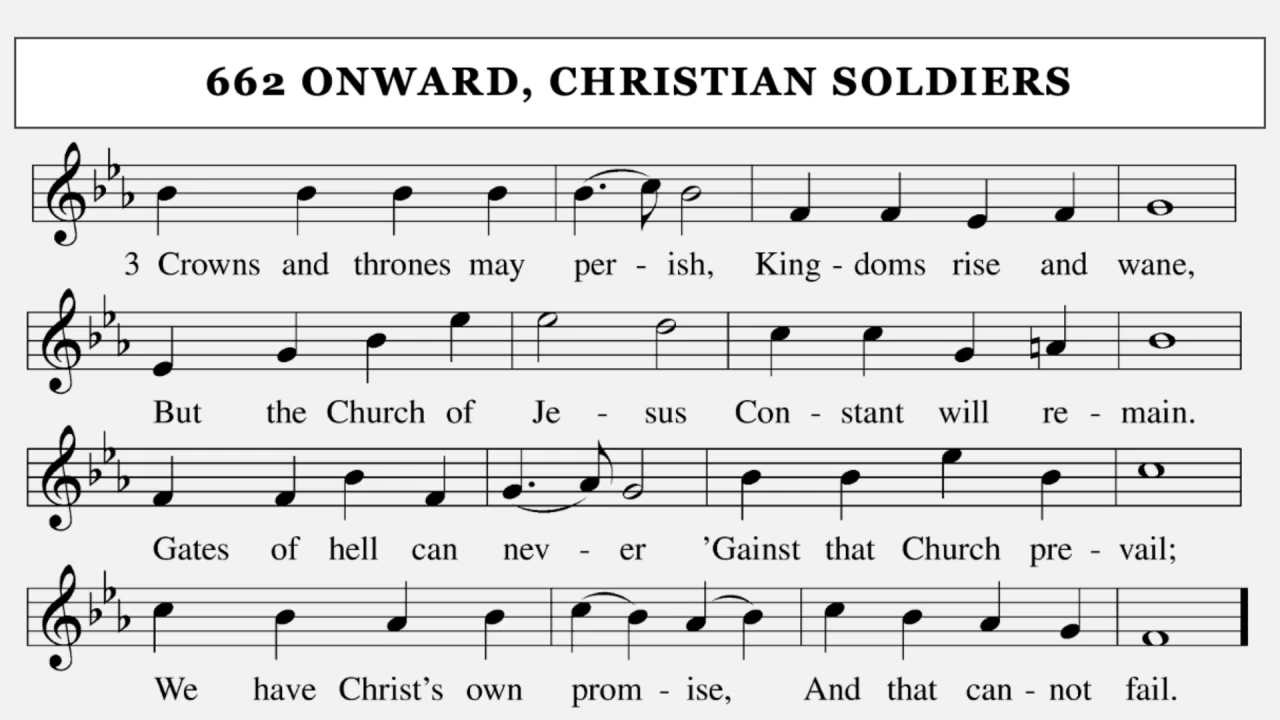 662 ONWARD, CHRISTIAN SOLDIERS
3 Crowns and thrones may per - ish, King - doms rise and wane,
But the Church of Je - sus Con - stant will re - main.
Gates of hell can nev - er ’Gainst that Church pre - vail;
We have Christ’s own prom - ise, And that can - not fail.